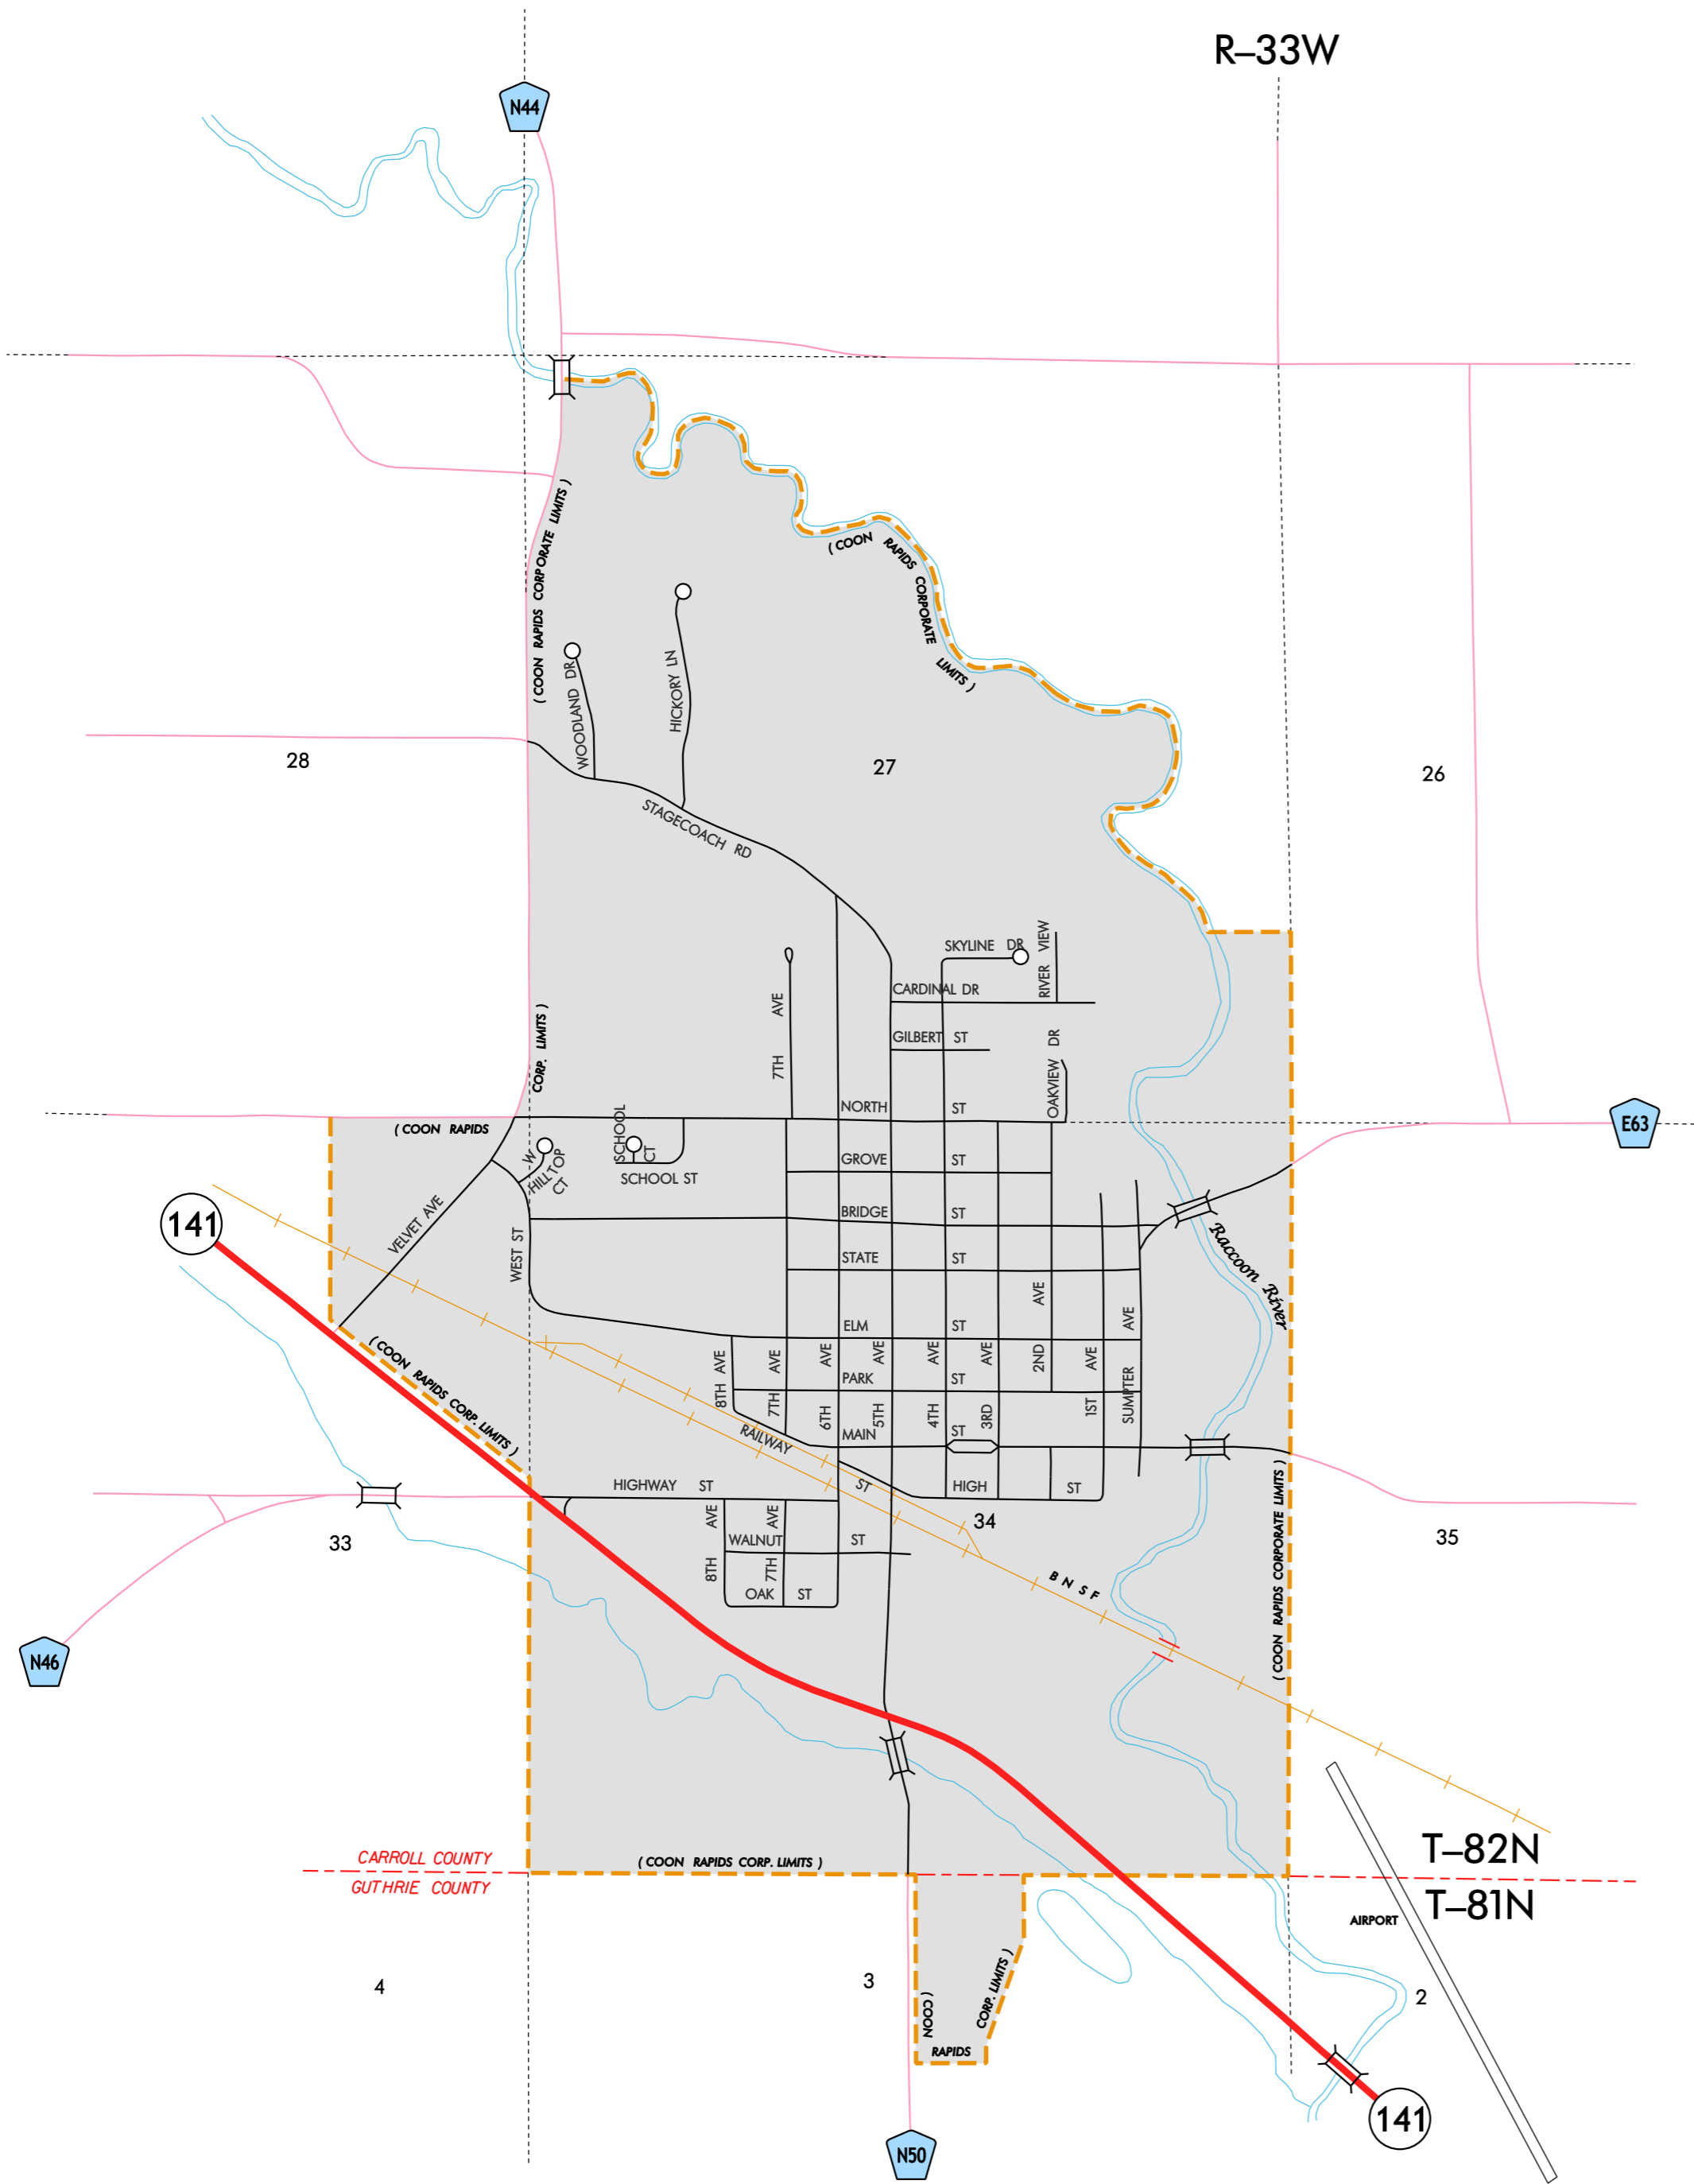 R–33W
N44
( COON RAPIDS CORPORATE LIMITS )
( COON RAPIDS CORPORATE LIMITS )
WOODLAND DR
HICKORY LN
28
27
26
STAGECOACH RD
SKYLINE DR
RIVER VIEW
CARDINAL DR
7TH AVE
GILBERT ST
OAKVIEW DR
( COON RAPIDS CORP. LIMITS )
NORTH ST
E63
SCHOOL CT
W HILLTOP CT
GROVE ST
SCHOOL ST
141
VELVET AVE
WEST ST
BRIDGE ST
Raccoon River
STATE ST
ELM ST
( COON RAPIDS CORP. LIMITS )
8TH AVE
7TH AVE
6TH AVE
5TH AVE
4TH AVE
3RD AVE
2ND AVE
1ST AVE
SUMPTER AVE
PARK ST
MAIN ST
RAILWAY ST
HIGHWAY ST
HIGH ST
34
33
35
8TH AVE
7TH AVE
WALNUT ST
OAK ST
BNSF
( COON RAPIDS CORPORATE LIMITS )
N46
CARROLL COUNTY
GUTHRIE COUNTY
( COON RAPIDS CORP. LIMITS )
T–82N
T–81N
AIRPORT
4
3
2
( COON RAPIDS CORP. LIMITS )
141
N50